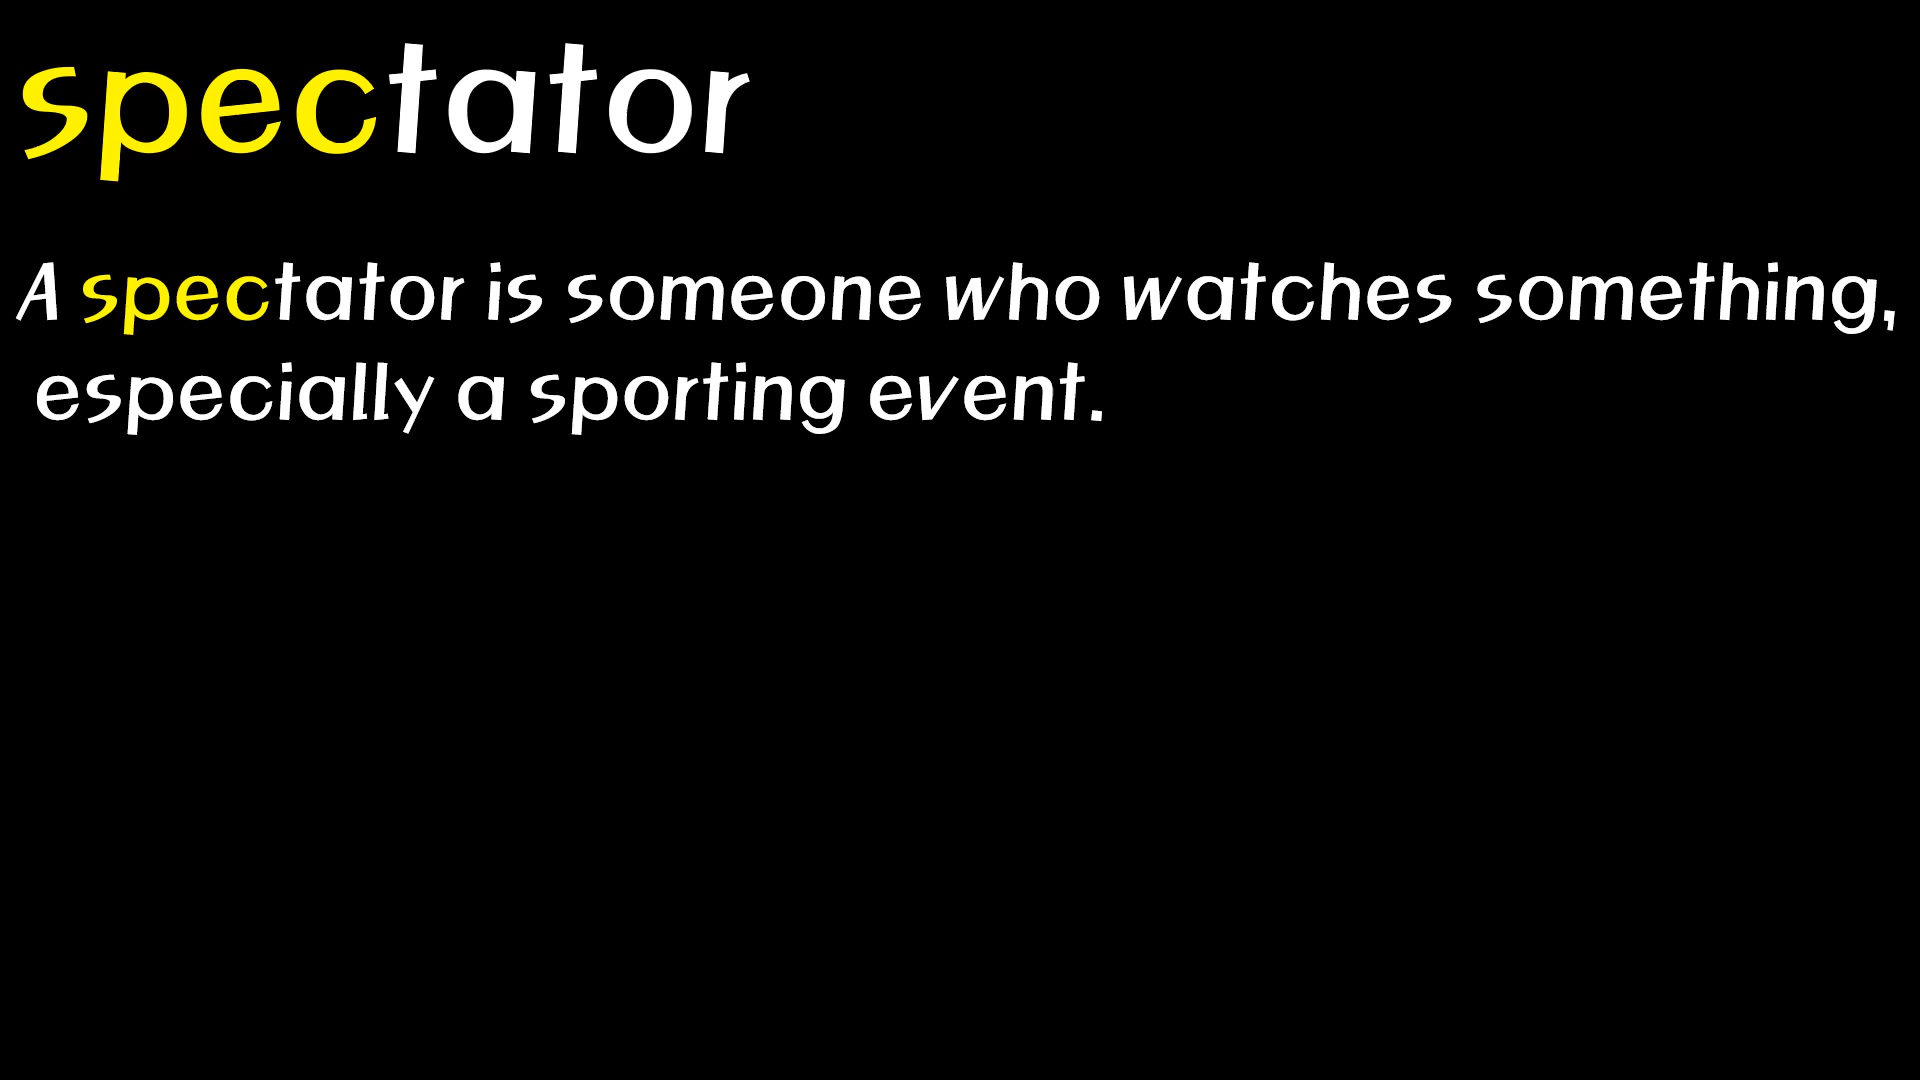 spectator
A spectator is someone who watches something,
especially a sporting event.